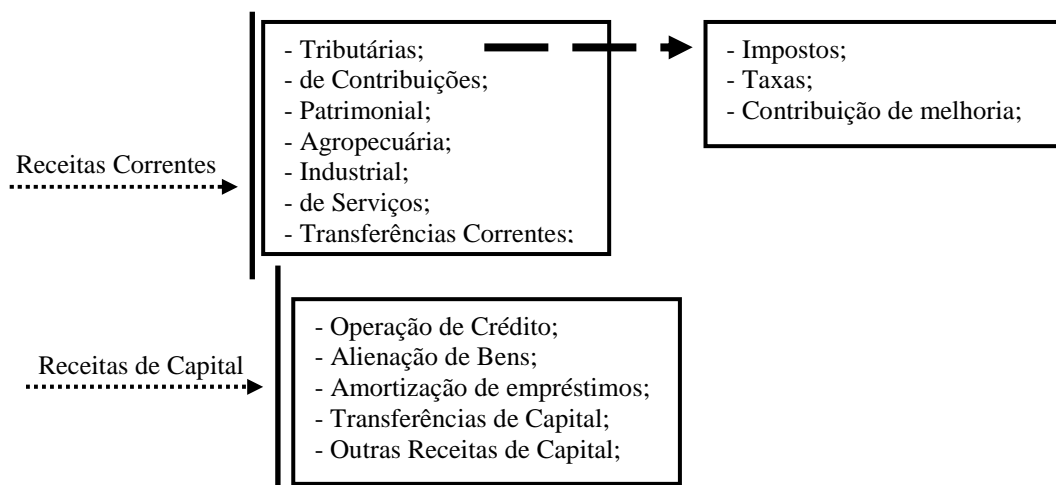 Receitas Correntes
- Tributárias;
- de Contribuições;
- Patrimonial;
- Agropecuária;
- Industrial;
- de Serviços;
- Transferências Correntes;
- Impostos;
- Taxas;
- Contribuição de melhoria;
Receitas de Capital
- Operação de Crédito;
- Alienação de Bens;
- Amortização de empréstimos;
- Transferências de Capital;
- Outras Receitas de Capital;